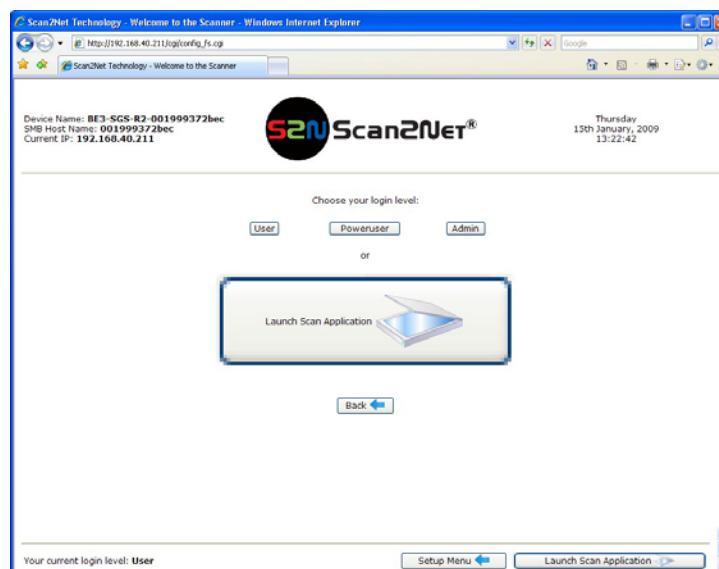 Scan2Net Technology - Welcome to the Scanner - Windows Internet Explorer
http://192.168.40.211/cgi/config_fs.cgi
Google
Scan2Net Technology - Welcome to the Scanner
Device Name: BE3-SGS-R2-001999372bec
SMB Host Name: 001999372bec
Current IP: 192.168.40.211
S2N Scan2Net®
Thursday
15th January, 2009
13:22:42
Choose your login level:
User Poweruser Admin
or
Launch Scan Application
Back
Your current login level: User
Setup Menu
Launch Scan Application